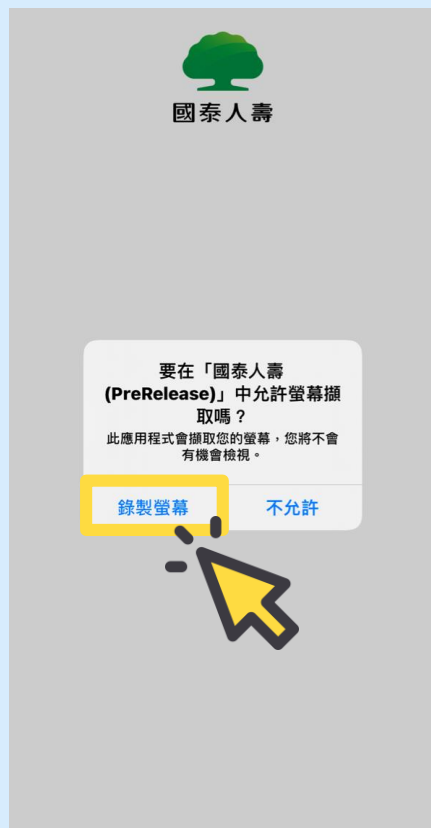 國泰人壽
要在「國泰人壽
(PreRelease)」中允許螢幕擷
取嗎？
此應用程式會擷取您的螢幕，您將不會
有機會檢視。
錄製螢幕
不允許